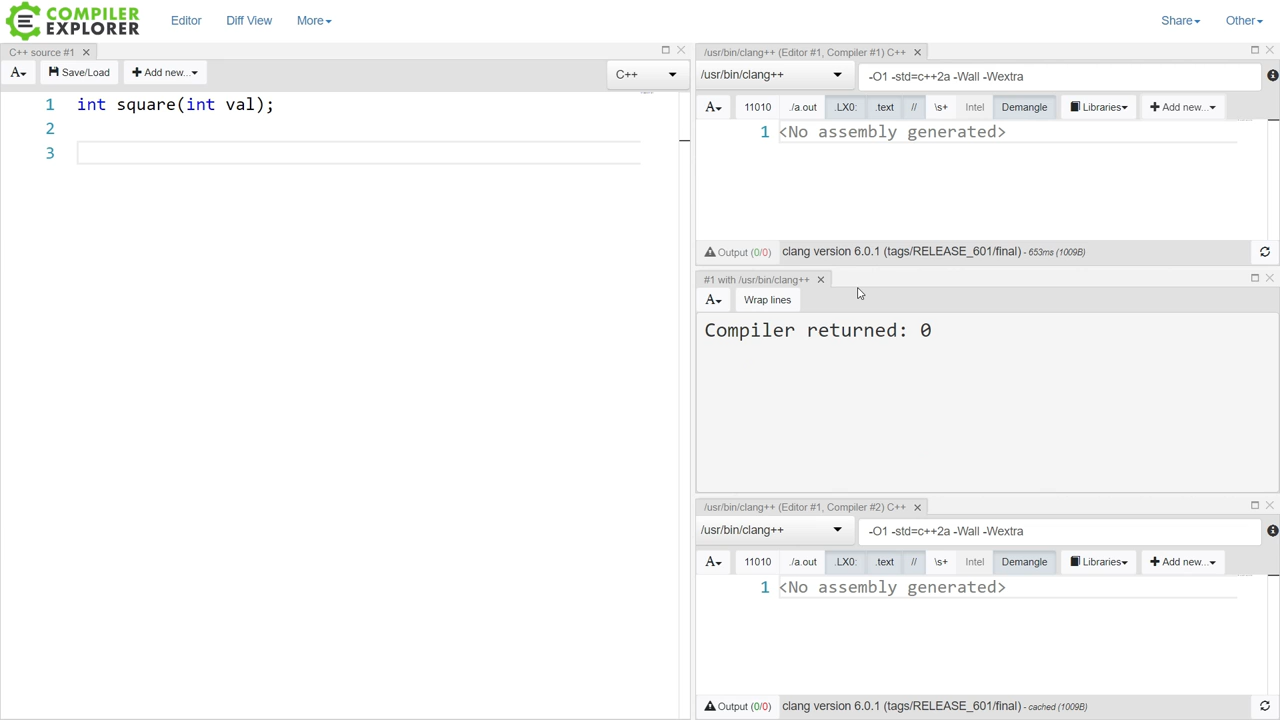 COMPILER
EXPLORER
Editor
Diff View
More
Share
Other
C++ source #1
A
Save/Load
Add new...
C++
1 int square(int val);
2
3
/usr/bin/clang++ (Editor #1, Compiler #1) C++
/usr/bin/clang++
-O1 -std=c++2a -Wall -Wextra
A 11010 ./a.out .LX0: .text // \s+ Intel Demangle Libraries Add new...
1 <No assembly generated>
Output (0/0) clang version 6.0.1 (tags/RELEASE_601/final) - 653ms (1009B)
#1 with /usr/bin/clang++
A Wrap lines
Compiler returned: 0
/usr/bin/clang++ (Editor #1, Compiler #2) C++
/usr/bin/clang++
-O1 -std=c++2a -Wall -Wextra
A 11010 ./a.out .LX0: .text // \s+ Intel Demangle Libraries Add new...
1 <No assembly generated>
Output (0/0) clang version 6.0.1 (tags/RELEASE_601/final) - cached (1009B)